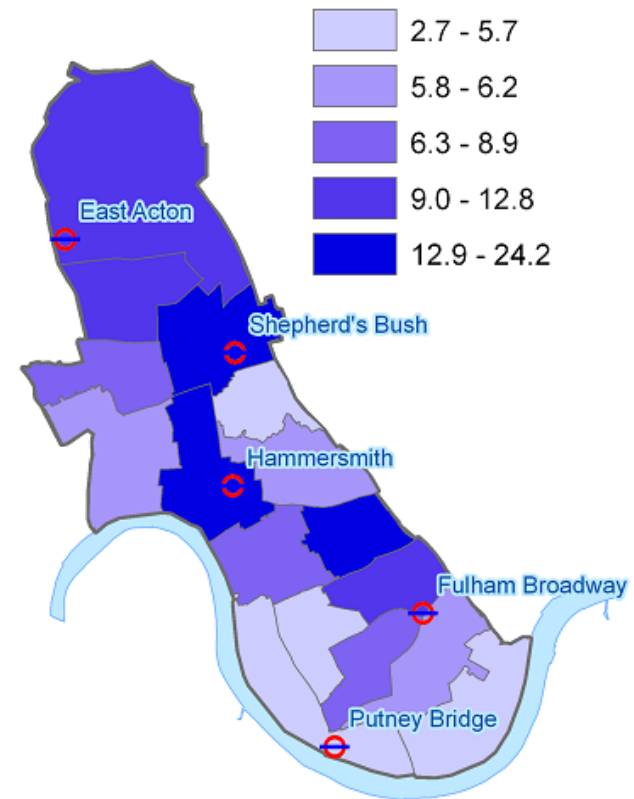 2.7 - 5.7
5.8 - 6.2
6.3 - 8.9
9.0 - 12.8
12.9 - 24.2
East Acton
Shepherd's Bush
Hammersmith
Fulham Broadway
Putney Bridge